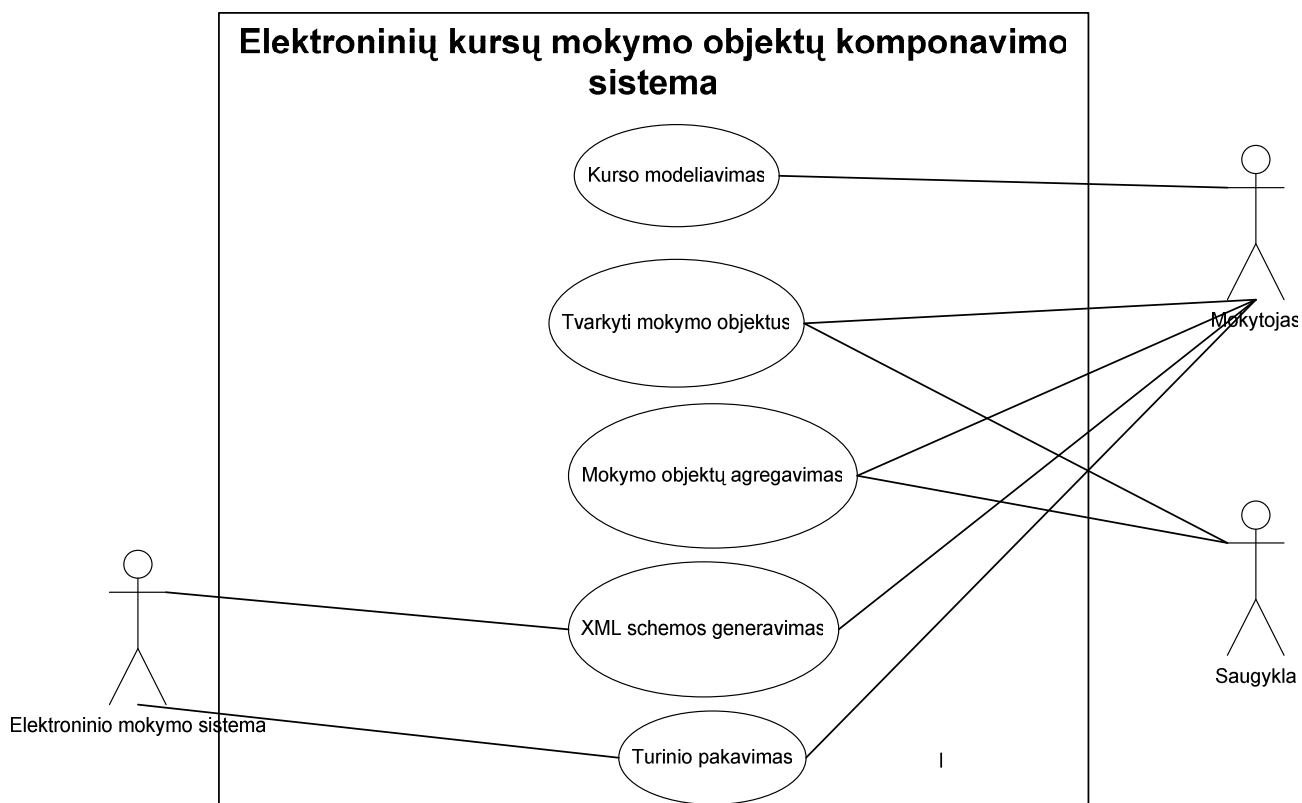 Elektroninių kursų mokymo objektų komponavimo
sistema
Kurso modeliavimas
Tvarkyti mokymo objektus
Mokytojas
Mokymo objektų agregavimas
XML schemos generavimas
Saugykla
Elektroninio mokymo sistema
Turinio pakavimas
I